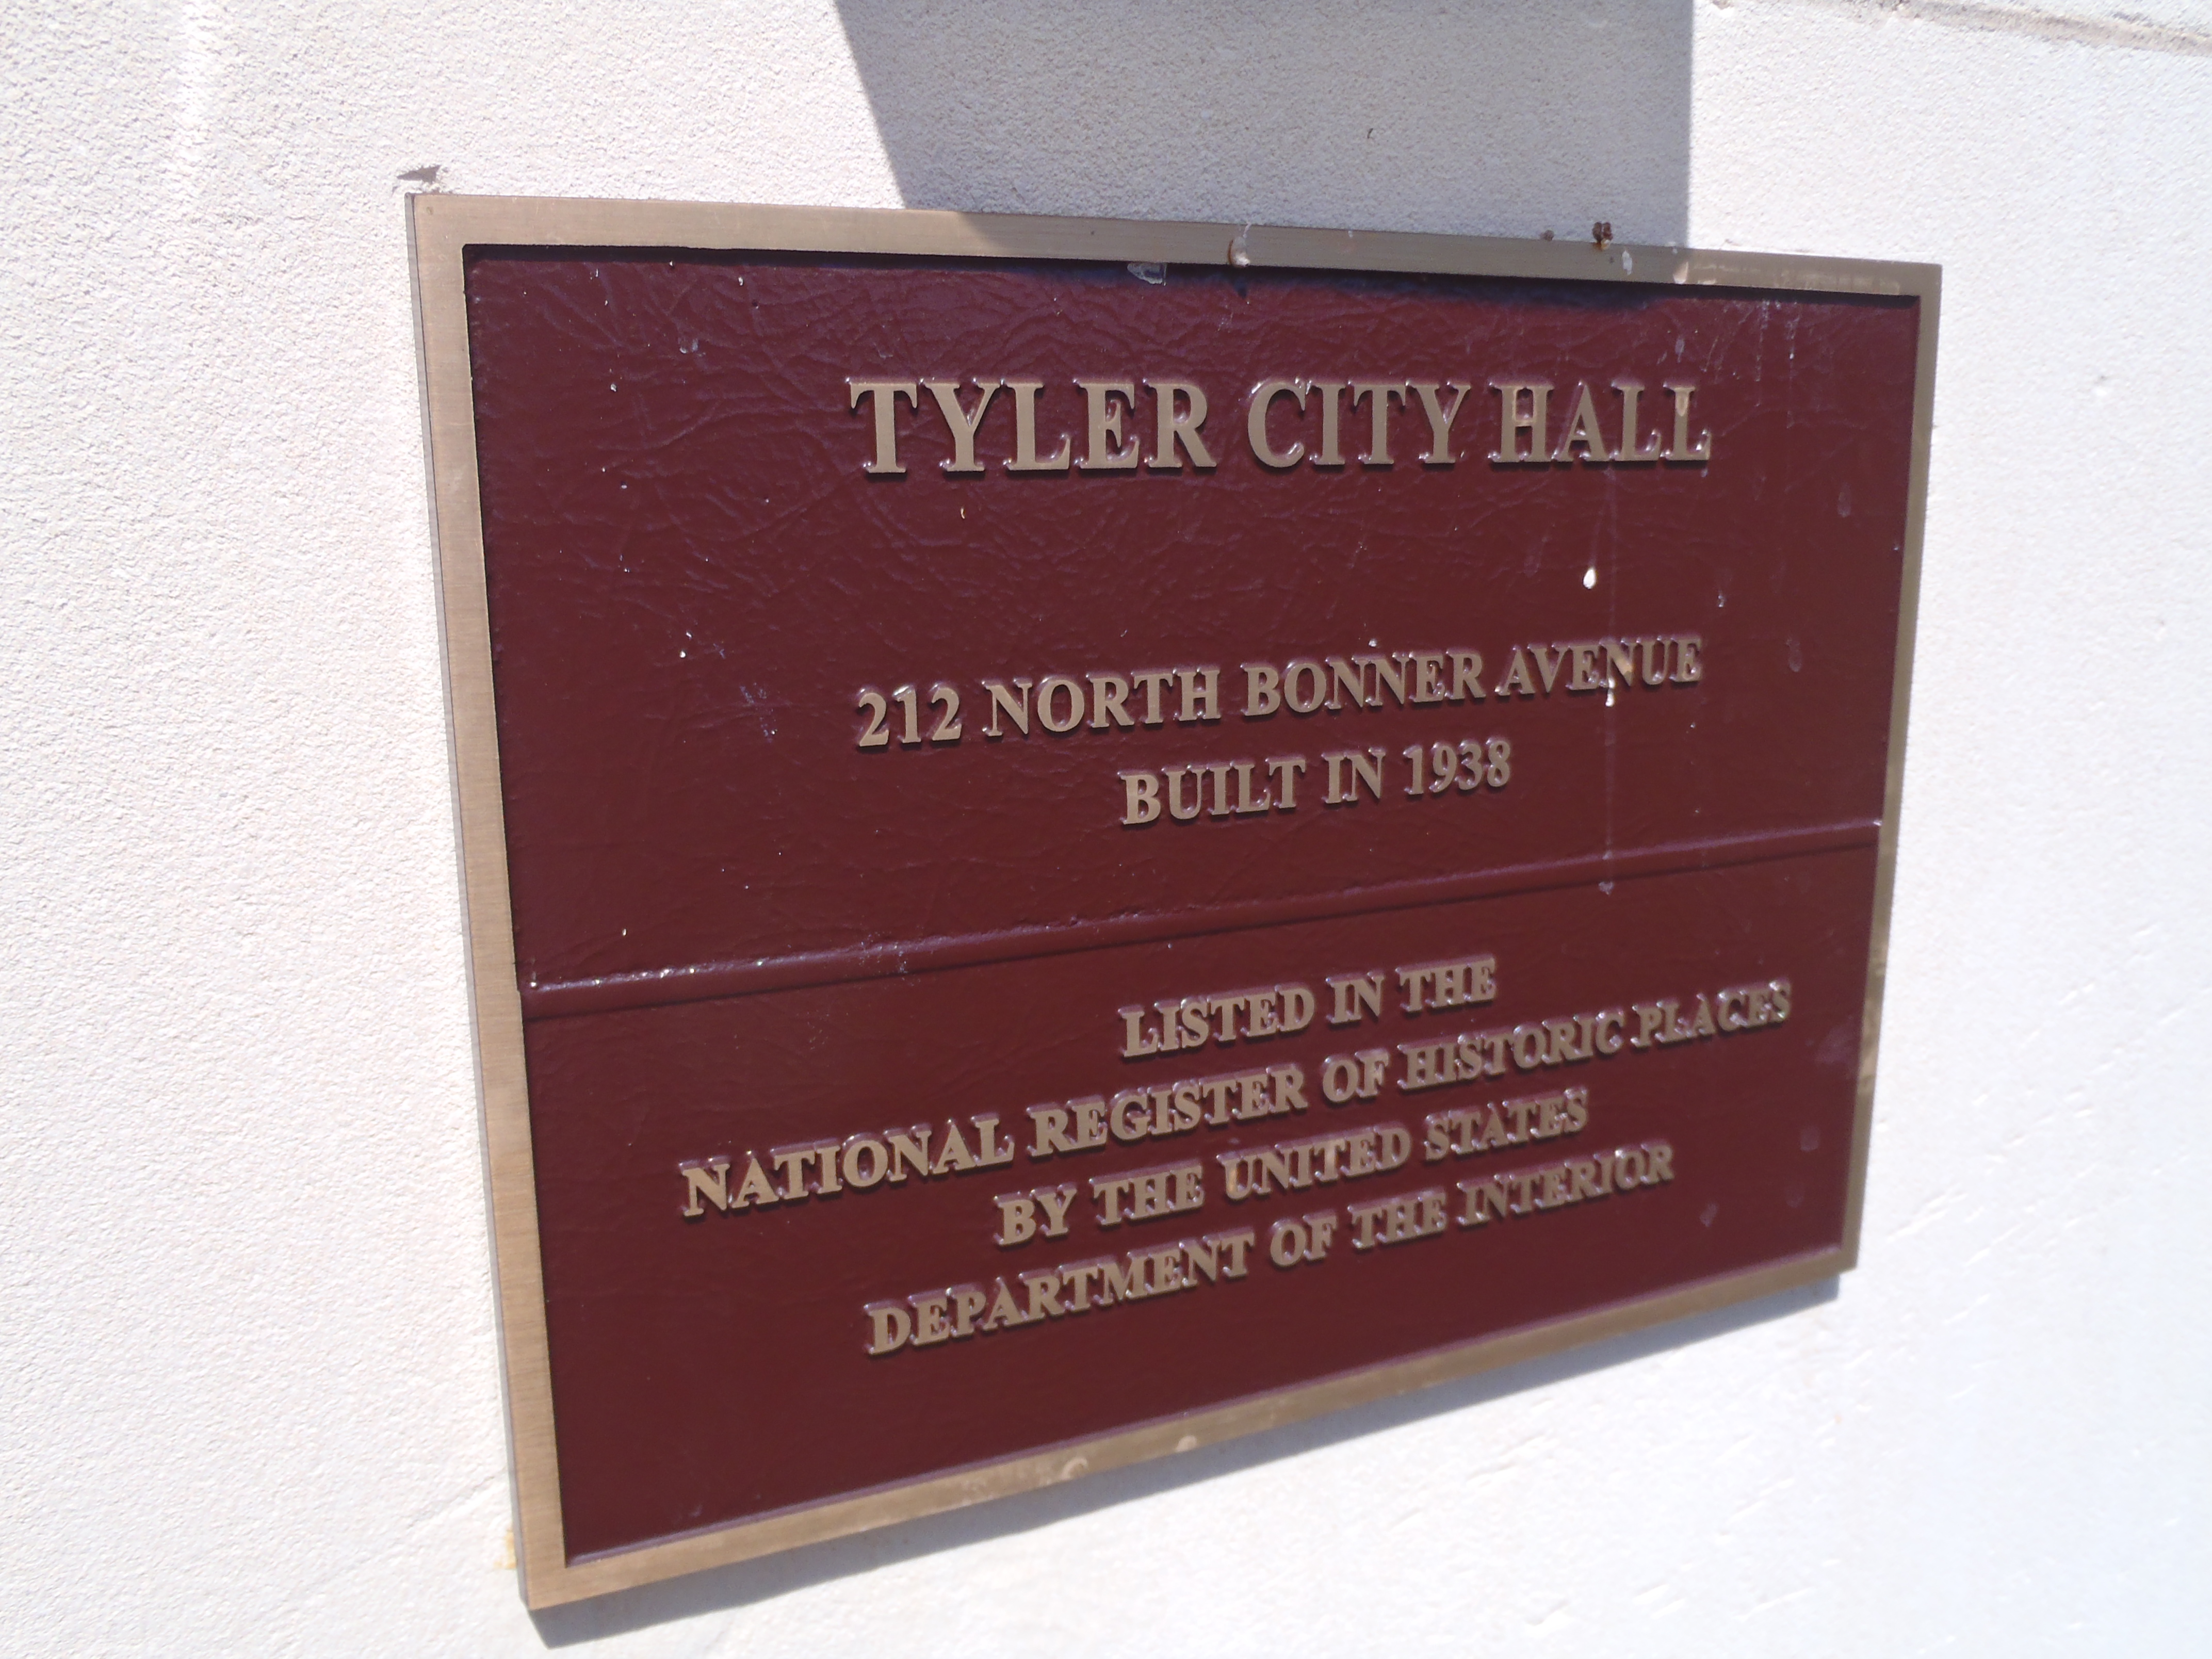 TYLER CITY HALL
212 NORTH BONNER AVENUE
BUILT IN 1938
LISTED IN THE
NATIONAL REGISTER OF HISTORIC PLACES
BY THE UNITED STATES
DEPARTMENT OF THE INTERIOR